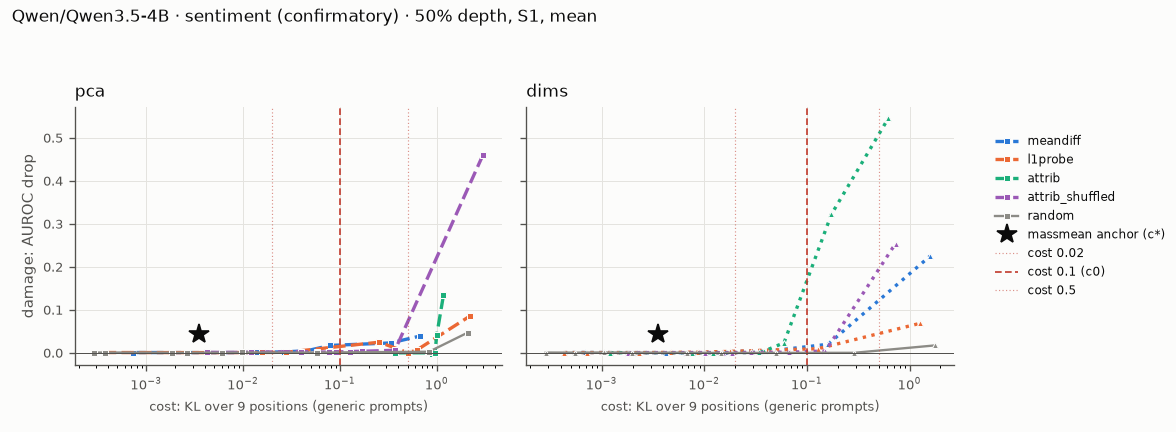 Qwen/Qwen3.5-4B · sentiment (confirmatory) · 50% depth, S1, mean
pca
dims
damage: AUROC drop
0.5
0.4
0.3
0.2
0.1
0.0
10⁻³
10⁻²
10⁻¹
10⁰
10⁻³
10⁻²
10⁻¹
10⁰
cost: KL over 9 positions (generic prompts)
cost: KL over 9 positions (generic prompts)
meandiff
l1probe
attrib
attrib_shuffled
random
massmean anchor (c*)
cost 0.02
cost 0.1 (c0)
cost 0.5